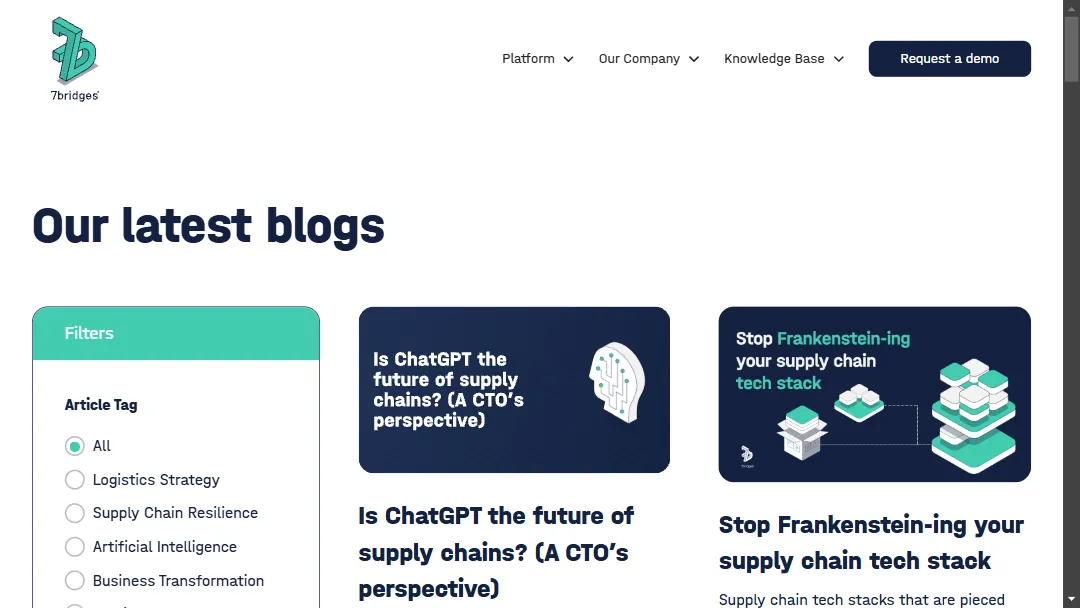 7bridges
Platform
Our Company
Knowledge Base
Request a demo
Our latest blogs
Filters
Article Tag
All
Logistics Strategy
Supply Chain Resilience
Artificial Intelligence
Business Transformation
Is ChatGPT the
future of supply
chains? (A CTO's
perspective)
Is ChatGPT the future of
supply chains? (A CTO's
perspective)
Stop Frankenstein-ing
your supply chain
tech stack
7bridges
Stop Frankenstein-ing your
supply chain tech stack
Supply chain tech stacks that are pieced